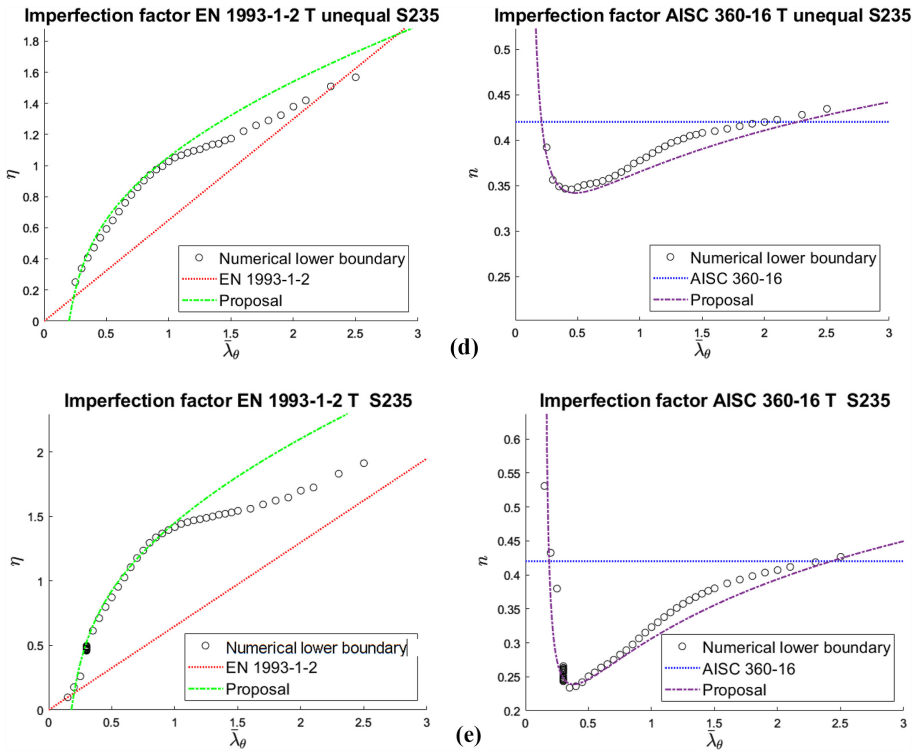 Imperfection factor EN 1993-1-2 T unequal S235
1.8
1.6
1.4
1.2
1
0.8
0.6
0.4
0.2
0
η
0 0.5 1 1.5 2 2.5 3
λ̄θ
Numerical lower boundary
EN 1993-1-2
Proposal
Imperfection factor AISC 360-16 T unequal S235
0.5
0.45
0.4
0.35
0.3
0.25
n
0 0.5 1 1.5 2 2.5 3
λ̄θ
Numerical lower boundary
AISC 360-16
Proposal
(d)
Imperfection factor EN 1993-1-2 T S235
2
1.5
1
0.5
0
η
0 0.5 1 1.5 2 2.5 3
λ̄θ
Numerical lower boundary
EN 1993-1-2
Proposal
Imperfection factor AISC 360-16 T S235
0.6
0.55
0.5
0.45
0.4
0.35
0.3
0.25
0.2
n
0 0.5 1 1.5 2 2.5 3
λ̄θ
Numerical lower boundary
AISC 360-16
Proposal
(e)